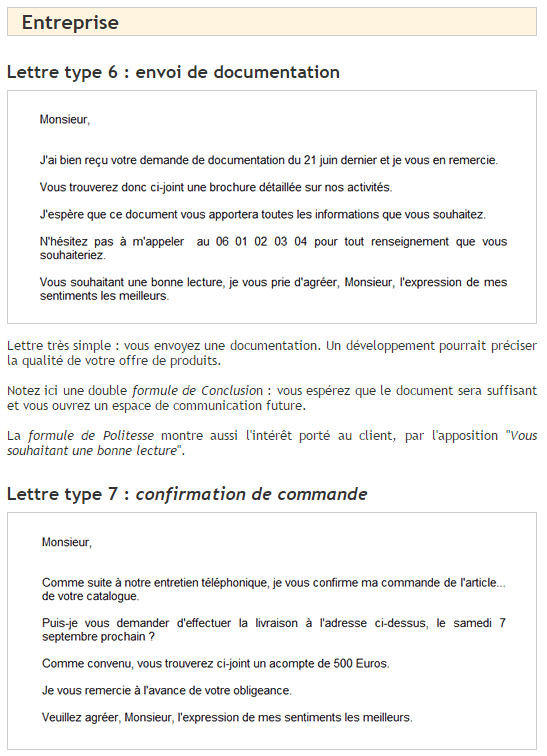 Entreprise
Lettre type 6 : envoi de documentation
Monsieur,
J'ai bien reçu votre demande de documentation du 21 juin dernier et je vous en remercie.
Vous trouverez donc ci-joint une brochure détaillée sur nos activités.
J'espère que ce document vous apportera toutes les informations que vous souhaitez.
N'hésitez pas à m'appeler au 06 01 02 03 04 pour tout renseignement que vous
souhaiteriez.
Vous souhaitant une bonne lecture, je vous prie d'agréer, Monsieur, l'expression de mes
sentiments les meilleurs.
Lettre très simple : vous envoyez une documentation. Un développement pourrait préciser
la qualité de votre offre de produits.
Notez ici une double formule de Conclusion : vous espérez que le document sera suffisant
et vous ouvrez un espace de communication future.
La formule de Politesse montre aussi l'intérêt porté au client, par l'apposition "Vous
souhaitant une bonne lecture".
Lettre type 7 : confirmation de commande
Monsieur,
Comme suite à notre entretien téléphonique, je vous confirme ma commande de l'article...
de votre catalogue.
Puis-je vous demander d'effectuer la livraison à l'adresse ci-dessus, le samedi 7
septembre prochain ?
Comme convenu, vous trouverez ci-joint un acompte de 500 Euros.
Je vous remercie à l'avance de votre obligeance.
Veuillez agréer, Monsieur, l'expression de mes sentiments les meilleurs.